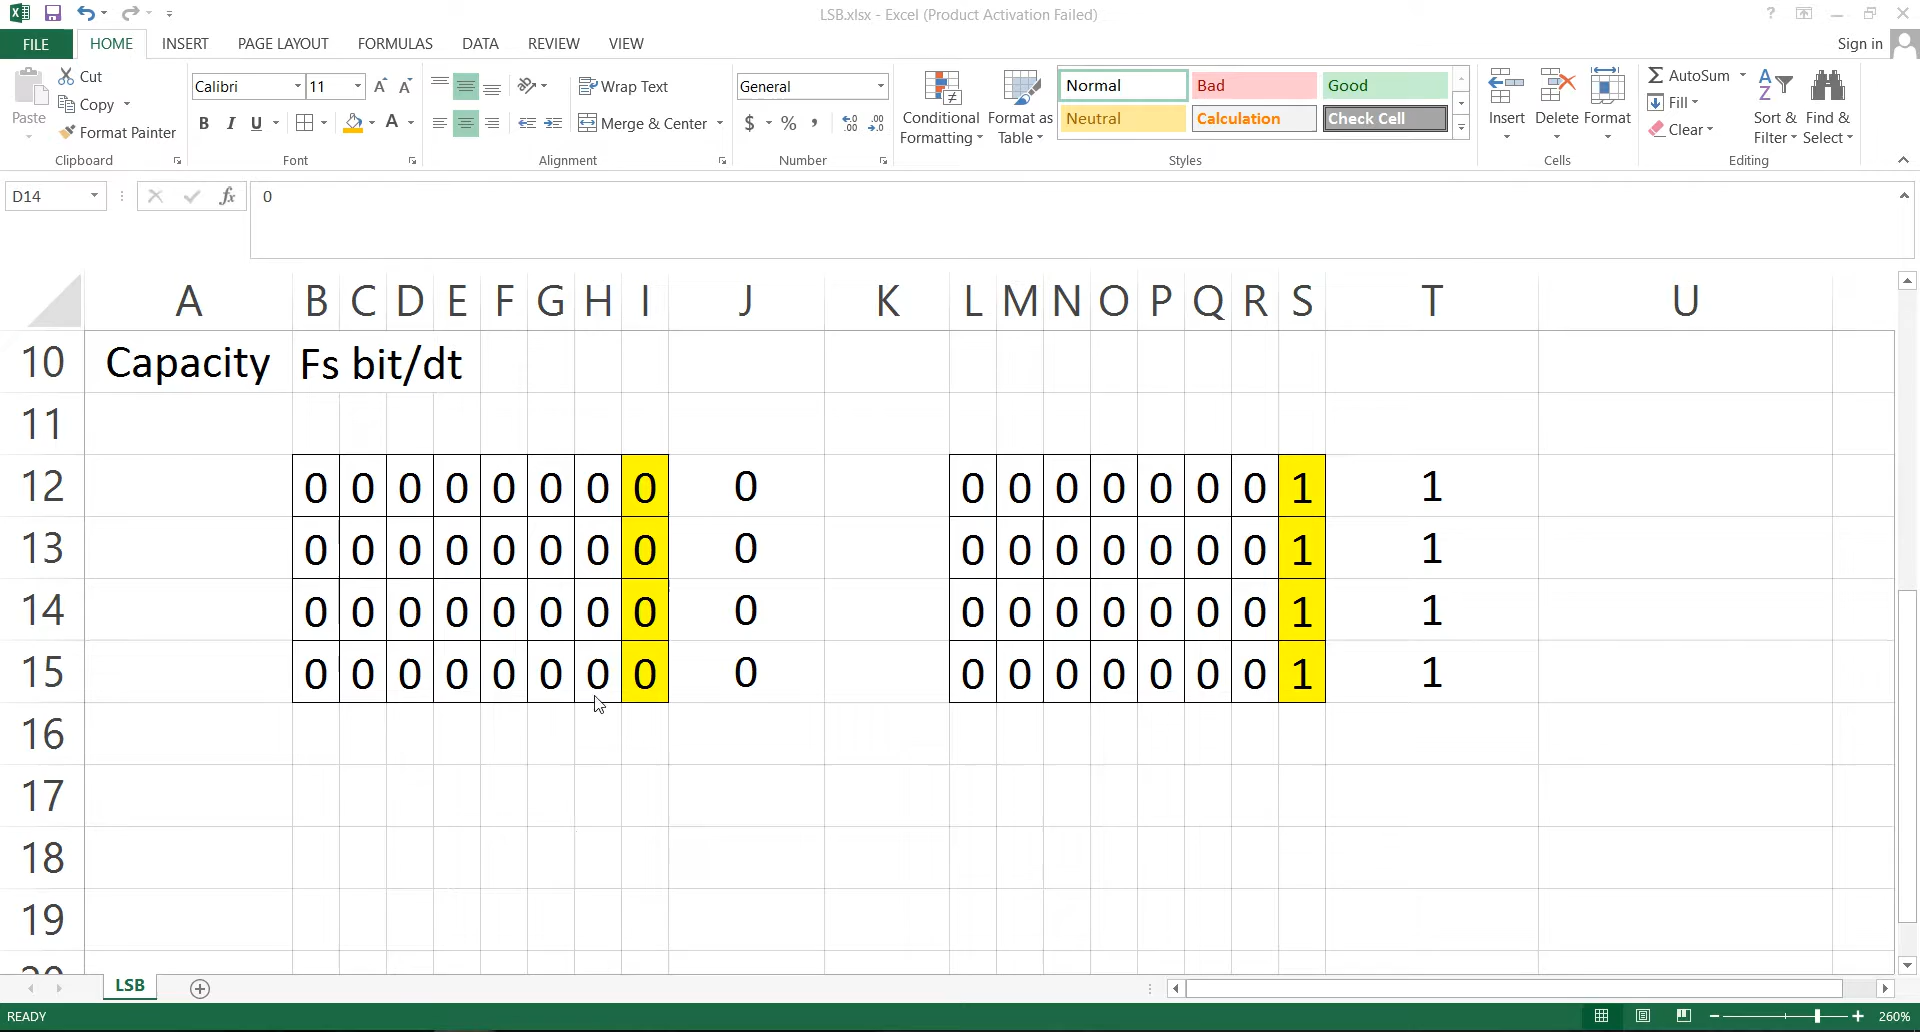 LSB.xlsx - Excel (Product Activation Failed)
FILE HOME INSERT PAGE LAYOUT FORMULAS DATA REVIEW VIEW Sign in
Paste Cut Copy Format Painter Clipboard
Calibri 11 B I U A Font
Wrap Text Merge & Center Alignment
General $ % , Number
Conditional Formatting Format as Table
Normal Bad Good
Neutral Calculation Check Cell
Styles
Insert Delete Format Cells
AutoSum Fill Clear Sort & Filter Find & Select Editing
D14 fx 0
A B C D E F G H I J K L M N O P Q R S T U
10 Capacity Fs bit/dt
11
12 0 0 0 0 0 0 0 0 0 0 0 0 0 0 0 0 1 1
13 0 0 0 0 0 0 0 0 0 0 0 0 0 0 0 0 1 1
14 0 0 0 0 0 0 0 0 0 0 0 0 0 0 0 0 1 1
15 0 0 0 0 0 0 0 0 0 0 0 0 0 0 0 0 1 1
16
17
18
19
20
LSB
READY 260%